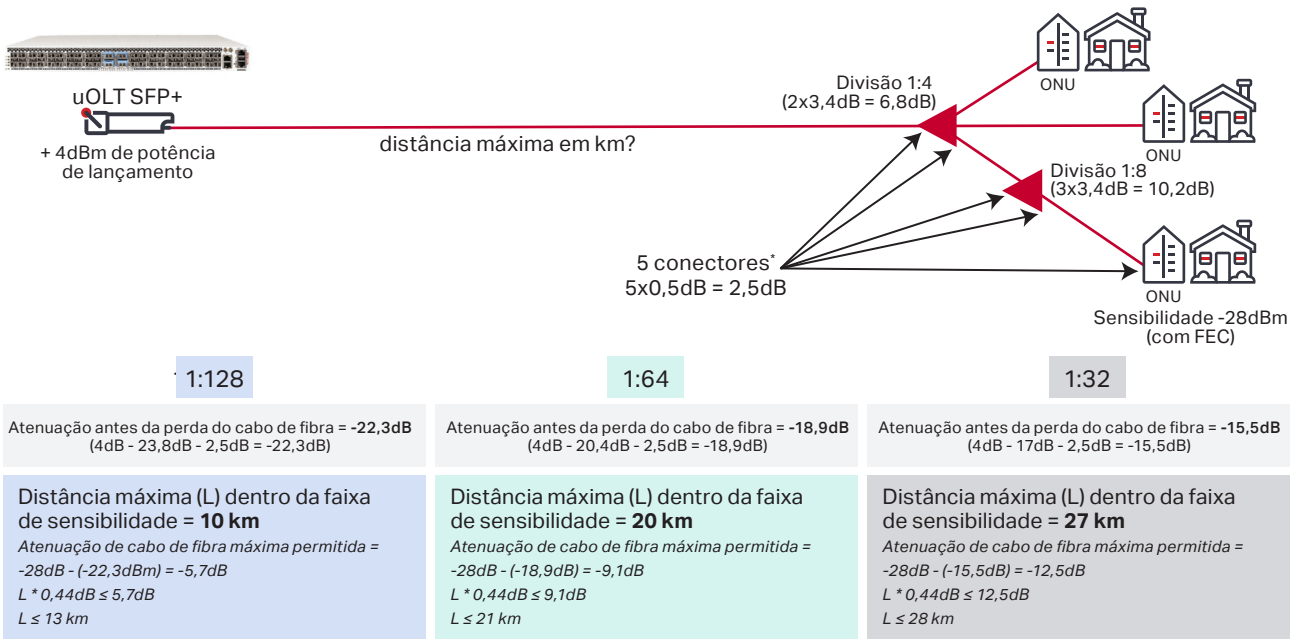 uOLT SFP+
+ 4dBm de potência
de lançamento
distância máxima em km?
Divisão 1:4
(2x3,4dB = 6,8dB)
ONU
ONU
Divisão 1:8
(3x3,4dB = 10,2dB)
5 conectores*
5x0,5dB = 2,5dB
ONU
Sensibilidade -28dBm
(com FEC)
1:128
Atenuação antes da perda do cabo de fibra = -22,3dB
(4dB - 23,8dB - 2,5dB = -22,3dB)
Distância máxima (L) dentro da faixa
de sensibilidade = 10 km
Atenuação de cabo de fibra máxima permitida =
-28dB - (-22,3dBm) = -5,7dB
L * 0,44dB ≤ 5,7dB
L ≤ 13 km
1:64
Atenuação antes da perda do cabo de fibra = -18,9dB
(4dB - 20,4dB - 2,5dB = -18,9dB)
Distância máxima (L) dentro da faixa
de sensibilidade = 20 km
Atenuação de cabo de fibra máxima permitida =
-28dB - (-18,9dB) = -9,1dB
L * 0,44dB ≤ 9,1dB
L ≤ 21 km
1:32
Atenuação antes da perda do cabo de fibra = -15,5dB
(4dB - 17dB - 2,5dB = -15,5dB)
Distância máxima (L) dentro da faixa
de sensibilidade = 27 km
Atenuação de cabo de fibra máxima permitida =
-28dB - (-15,5dB) = -12,5dB
L * 0,44dB ≤ 12,5dB
L ≤ 28 km